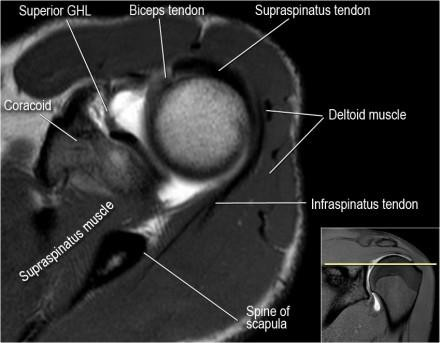 Superior GHL
Biceps tendon
Supraspinatus tendon
Coracoid
Deltoid muscle
Infraspinatus tendon
Supraspinatus muscle
Spine of
scapula